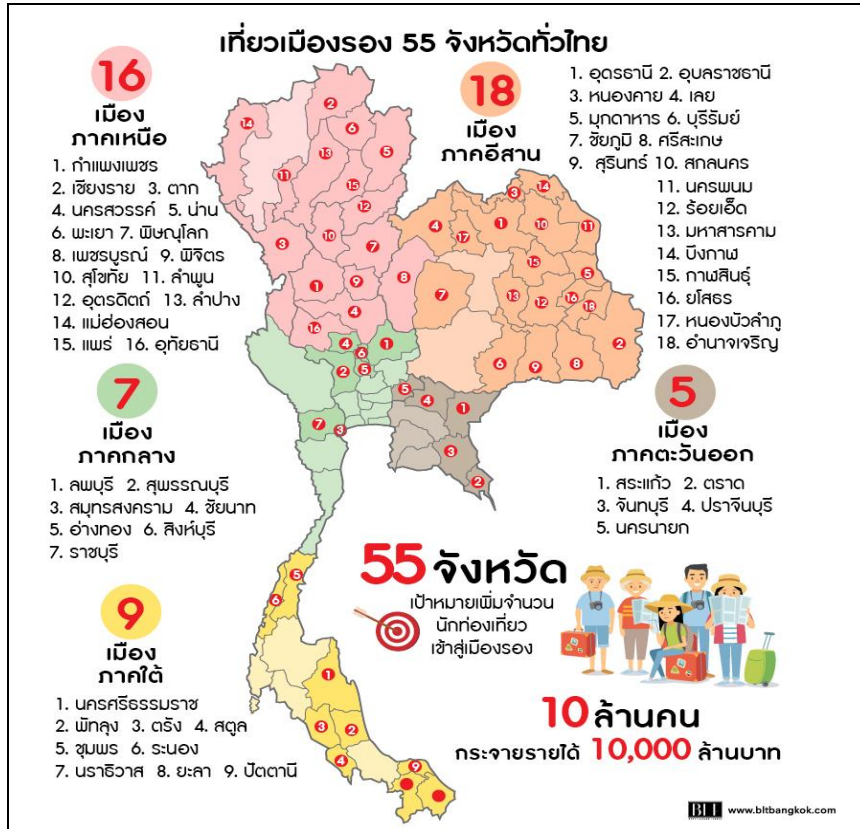 เที่ยวเมืองรอง 55 จังหวัดทั่วไทย
16
เมือง
ภาคเหนือ
1. กำแพงเพชร
2. เชียงราย 3. ตาก
4. นครสวรรค์ 5. น่าน
6. พะเยา 7. พิษณุโลก
8. เพชรบูรณ์ 9. พิจิตร
10. สุโขทัย 11. ลำพูน
12. อุตรดิตถ์ 13. ลำปาง
14. แม่ฮ่องสอน
15. แพร่ 16. อุทัยธานี
18
เมือง
ภาคอีสาน
1. อุดรธานี 2. อุบลราชธานี
3. หนองคาย 4. เลย
5. มุกดาหาร 6. บุรีรัมย์
7. ชัยภูมิ 8. ศรีสะเกษ
9. สุรินทร์ 10. สกลนคร
11. นครพนม
12. ร้อยเอ็ด
13. มหาสารคาม
14. บึงกาฬ
15. กาฬสินธุ์
16. ยโสธร
17. หนองบัวลำภู
18. อำนาจเจริญ
7
เมือง
ภาคกลาง
1. ลพบุรี 2. สุพรรณบุรี
3. สมุทรสงคราม 4. ชัยนาท
5. อ่างทอง 6. สิงห์บุรี
7. ราชบุรี
5
เมือง
ภาคตะวันออก
1. สระแก้ว 2. ตราด
3. จันทบุรี 4. ปราจีนบุรี
5. นครนายก
9
เมือง
ภาคใต้
1. นครศรีธรรมราช
2. พัทลุง 3. ตรัง 4. สตูล
5. ชุมพร 6. ระนอง
7. นราธิวาส 8. ยะลา 9. ปัตตานี
55 จังหวัด
เป้าหมายเพิ่มจำนวน
นักท่องเที่ยว
เข้าสู่เมืองรอง
10 ล้านคน
กระจายรายได้ 10,000 ล้านบาท
BLT www.bltbangkok.com